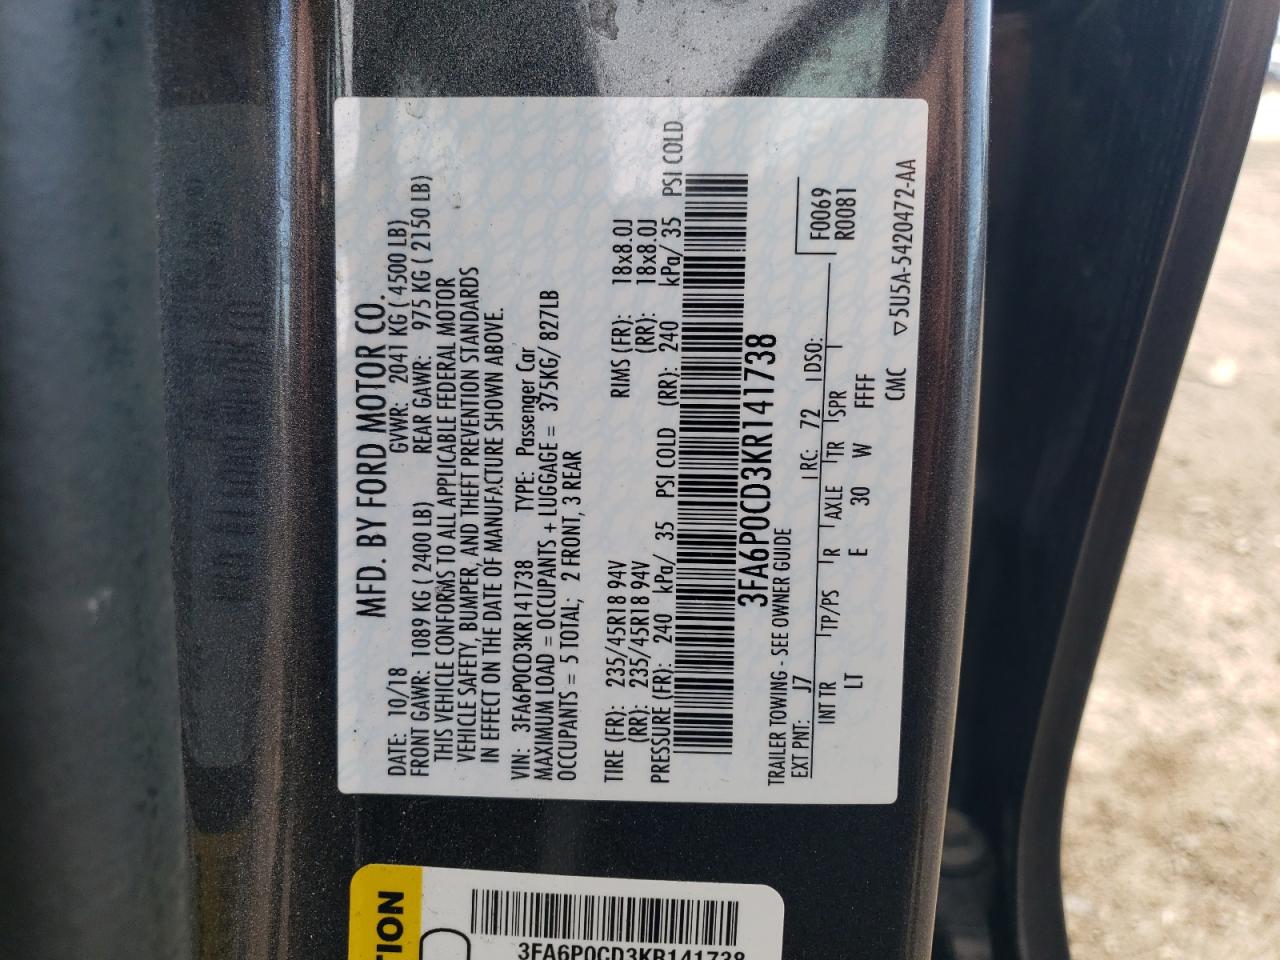 MFD. BY FORD MOTOR CO.
DATE: 10/18 GVWR: 2041 KG ( 4500 LB)
FRONT GAWR: 1089 KG ( 2400 LB) REAR GAWR: 975 KG ( 2150 LB)
THIS VEHICLE CONFORMS TO ALL APPLICABLE FEDERAL MOTOR
VEHICLE SAFETY, BUMPER, AND THEFT PREVENTION STANDARDS
IN EFFECT ON THE DATE OF MANUFACTURE SHOWN ABOVE.
VIN: 3FA6P0CD3KR141738 TYPE: Passenger Car
MAXIMUM LOAD = OCCUPANTS + LUGGAGE = 375KG/ 827LB
OCCUPANTS = 5 TOTAL; 2 FRONT, 3 REAR
TIRE (FR): 235/45R18 94V RIMS (FR): 18x8.0J
(RR): 235/45R18 94V (RR): 18x8.0J
PRESSURE (FR): 240 kPa/ 35 PSI COLD (RR): 240 kPa/ 35 PSI COLD
3FA6P0CD3KR141738
TRAILER TOWING - SEE OWNER GUIDE
EXT PNT: J7 RC: 72 DSO: F0069
R0081
INT TR TP/PS R AXLE TR SPR
LT E 30 W FFF
CMC ▽5U5A-5420472-AA
TION
3FA6P0CD3KR141738